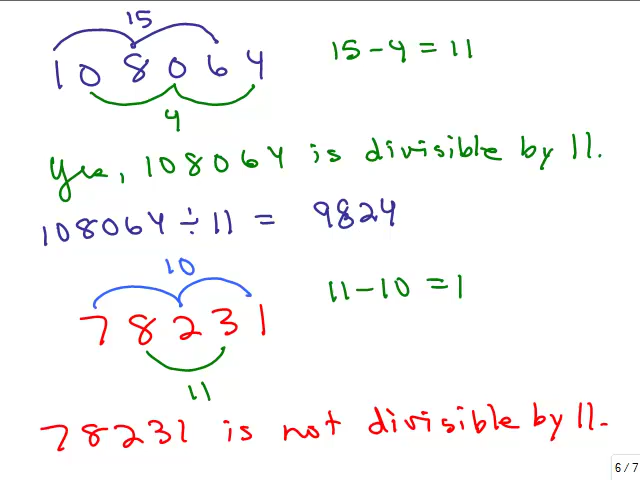 15
108064 15-4=11
4
Yes, 108064 is divisible by 11.
108064÷11 = 9824
10
78231 11-10=1
11
78231 is not divisible by 11.
6/7